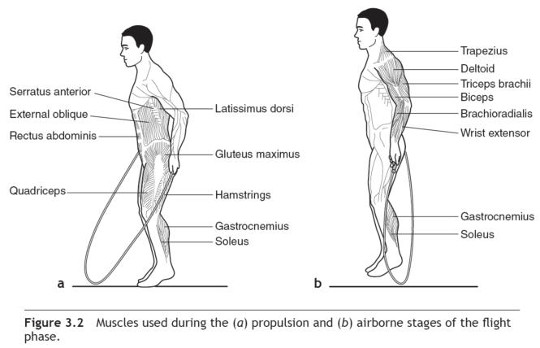 Serratus anterior
External oblique
Rectus abdominis
Quadriceps
Latissimus dorsi
Gluteus maximus
Hamstrings
Gastrocnemius
Soleus
a
Trapezius
Deltoid
Triceps brachii
Biceps
Brachioradialis
Wrist extensor
Gastrocnemius
Soleus
b
Figure 3.2 Muscles used during the (a) propulsion and (b) airborne stages of the flight
phase.